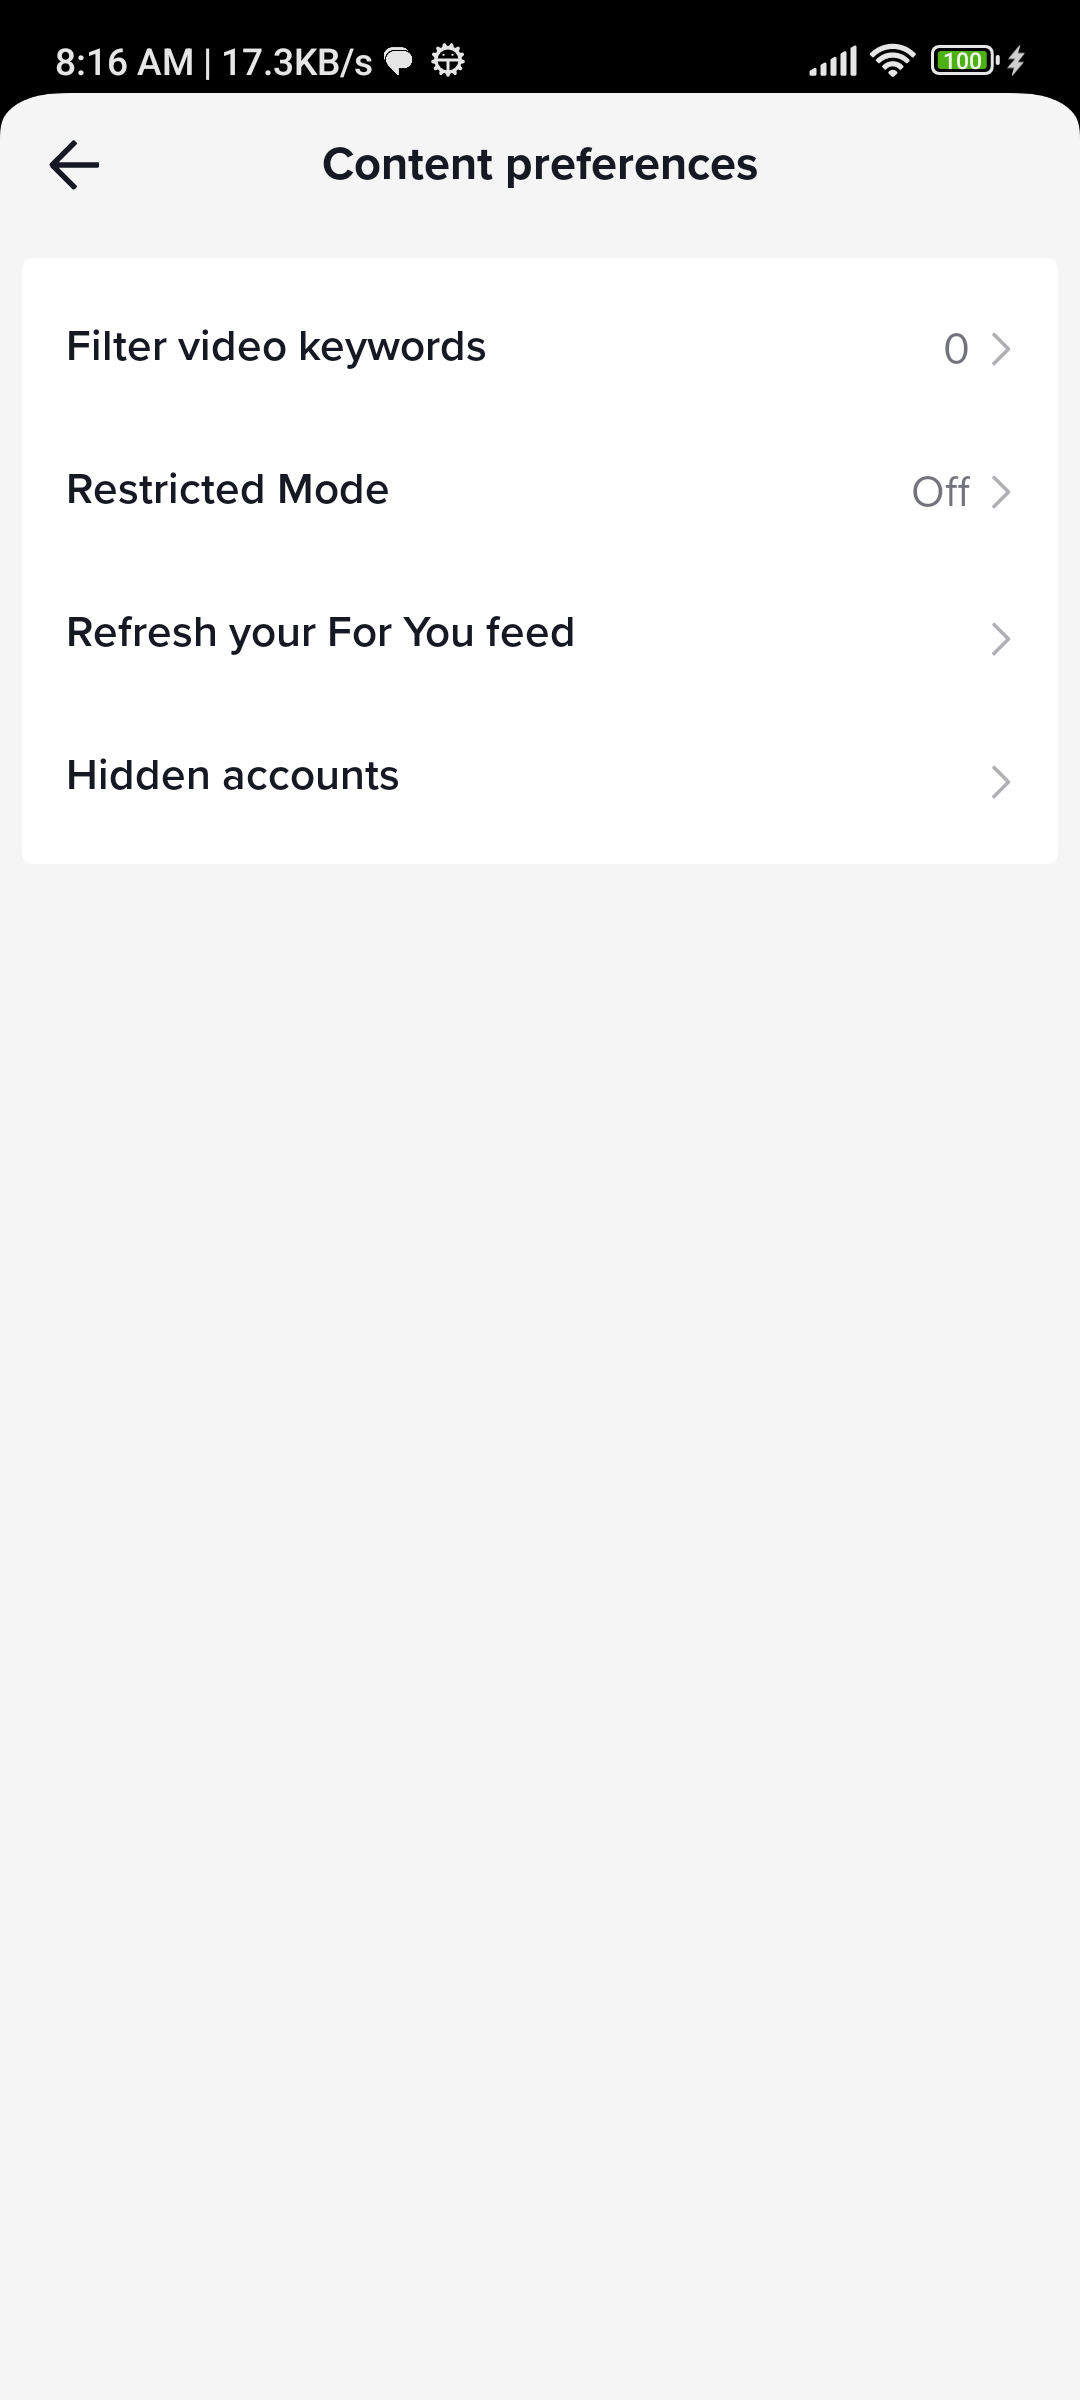 8:16 AM | 17.3KB/s 100
Content preferences
Filter video keywords 0
Restricted Mode Off
Refresh your For You feed
Hidden accounts